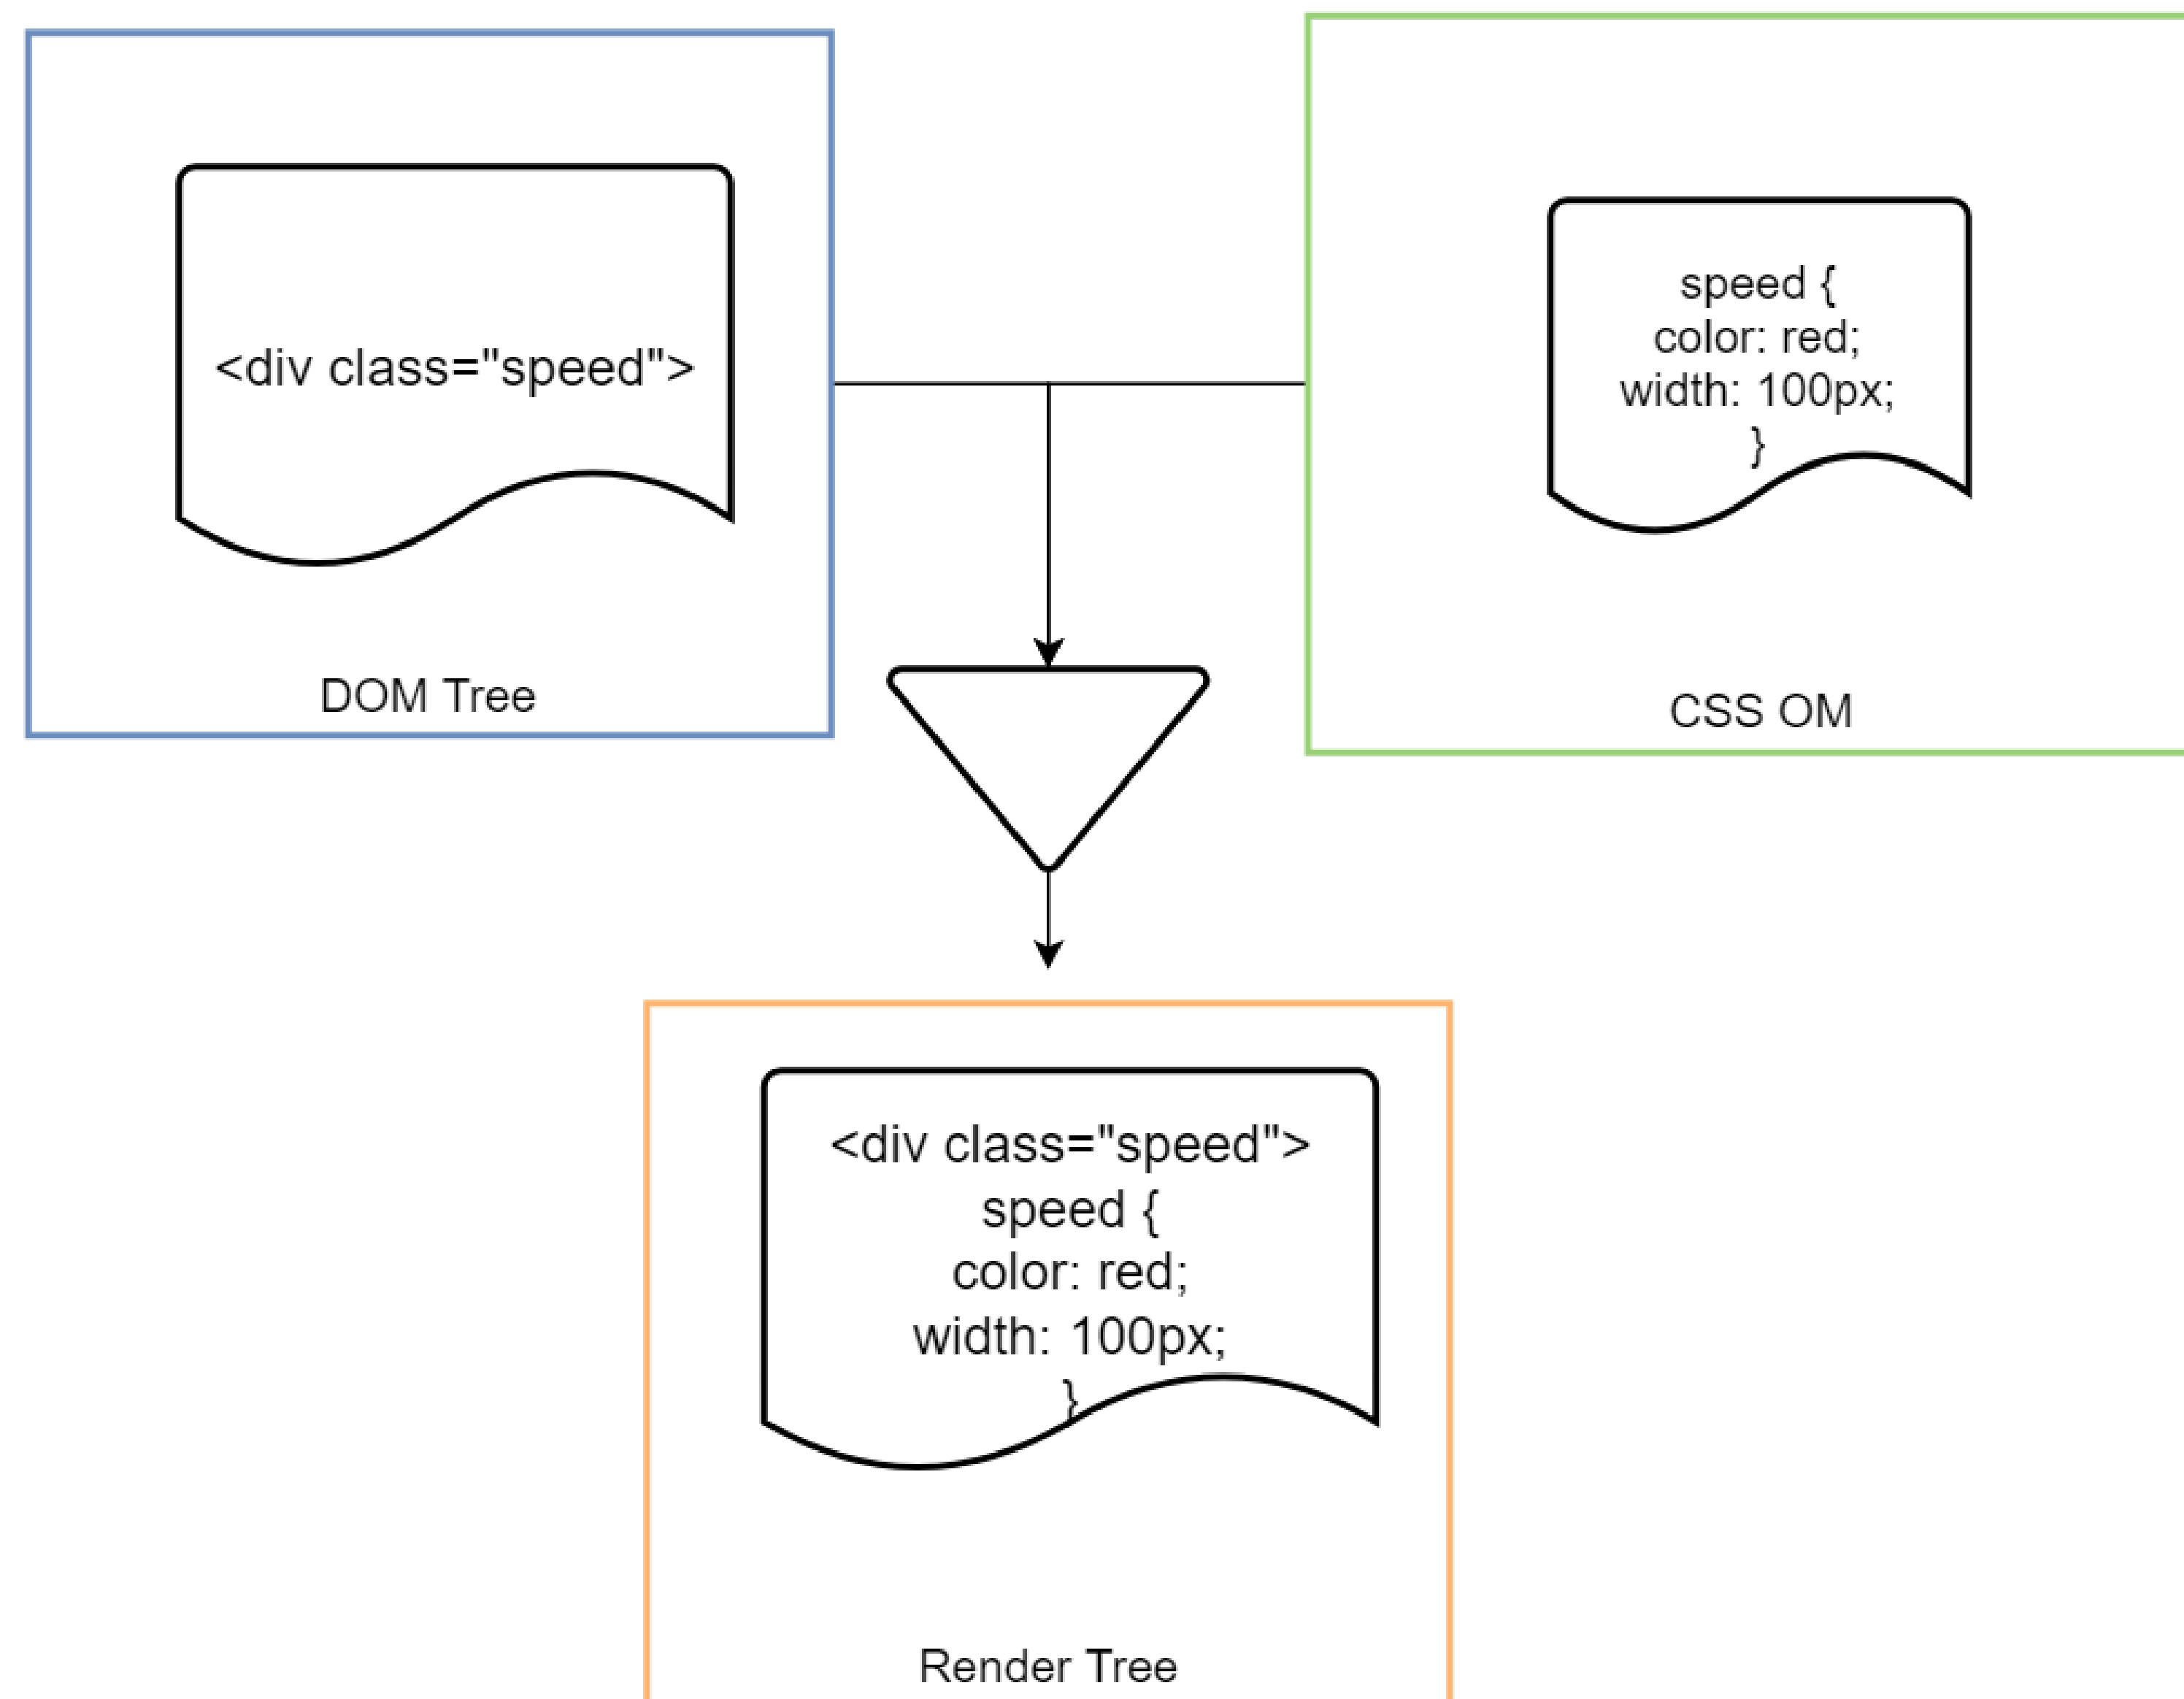 <div class="speed">
DOM Tree
speed {
color: red;
width: 100px;
}
CSS OM
<div class="speed">
speed {
color: red;
width: 100px;
}
Render Tree